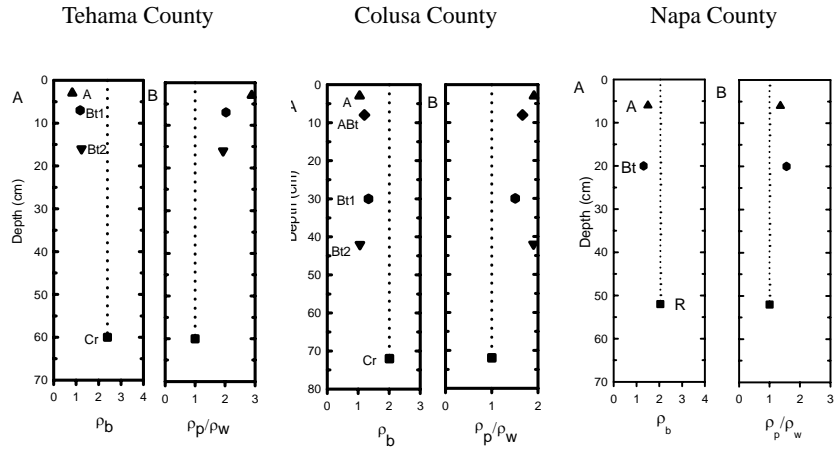 Tehama County
Colusa County
Napa County
A
B
A
B
A
B
0
10
20
30
40
50
60
70
Depth (cm)
A
Bt1
Bt2
Cr
0 1 2 3 4
ρb
0 1 2 3
ρp/ρw
0
10
20
30
40
50
60
70
80
Depth (cm)
A
ABt
Bt1
Bt2
Cr
0 1 2 3
ρb
0 1 2
ρp/ρw
0
10
20
30
40
50
60
70
Depth (cm)
A
Bt
R
0 1 2 3 4
ρb
0 1 2 3
ρp/ρw